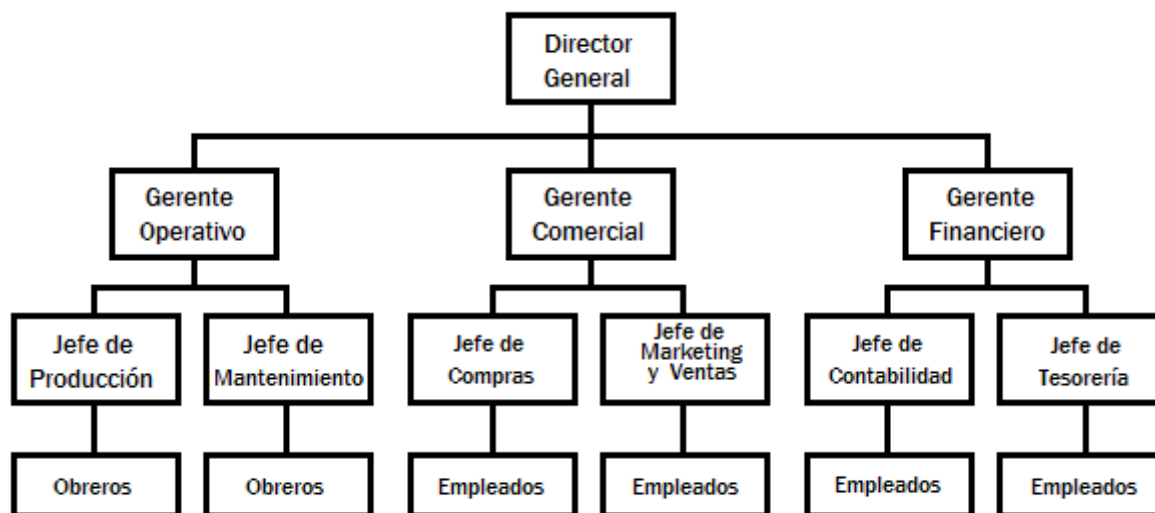 Director
General
Gerente
Operativo
Gerente
Comercial
Gerente
Financiero
Jefe de
Producción
Jefe de
Mantenimiento
Jefe de
Compras
Jefe de
Marketing
y Ventas
Jefe de
Contabilidad
Jefe de
Tesorería
Obreros
Obreros
Empleados
Empleados
Empleados
Empleados